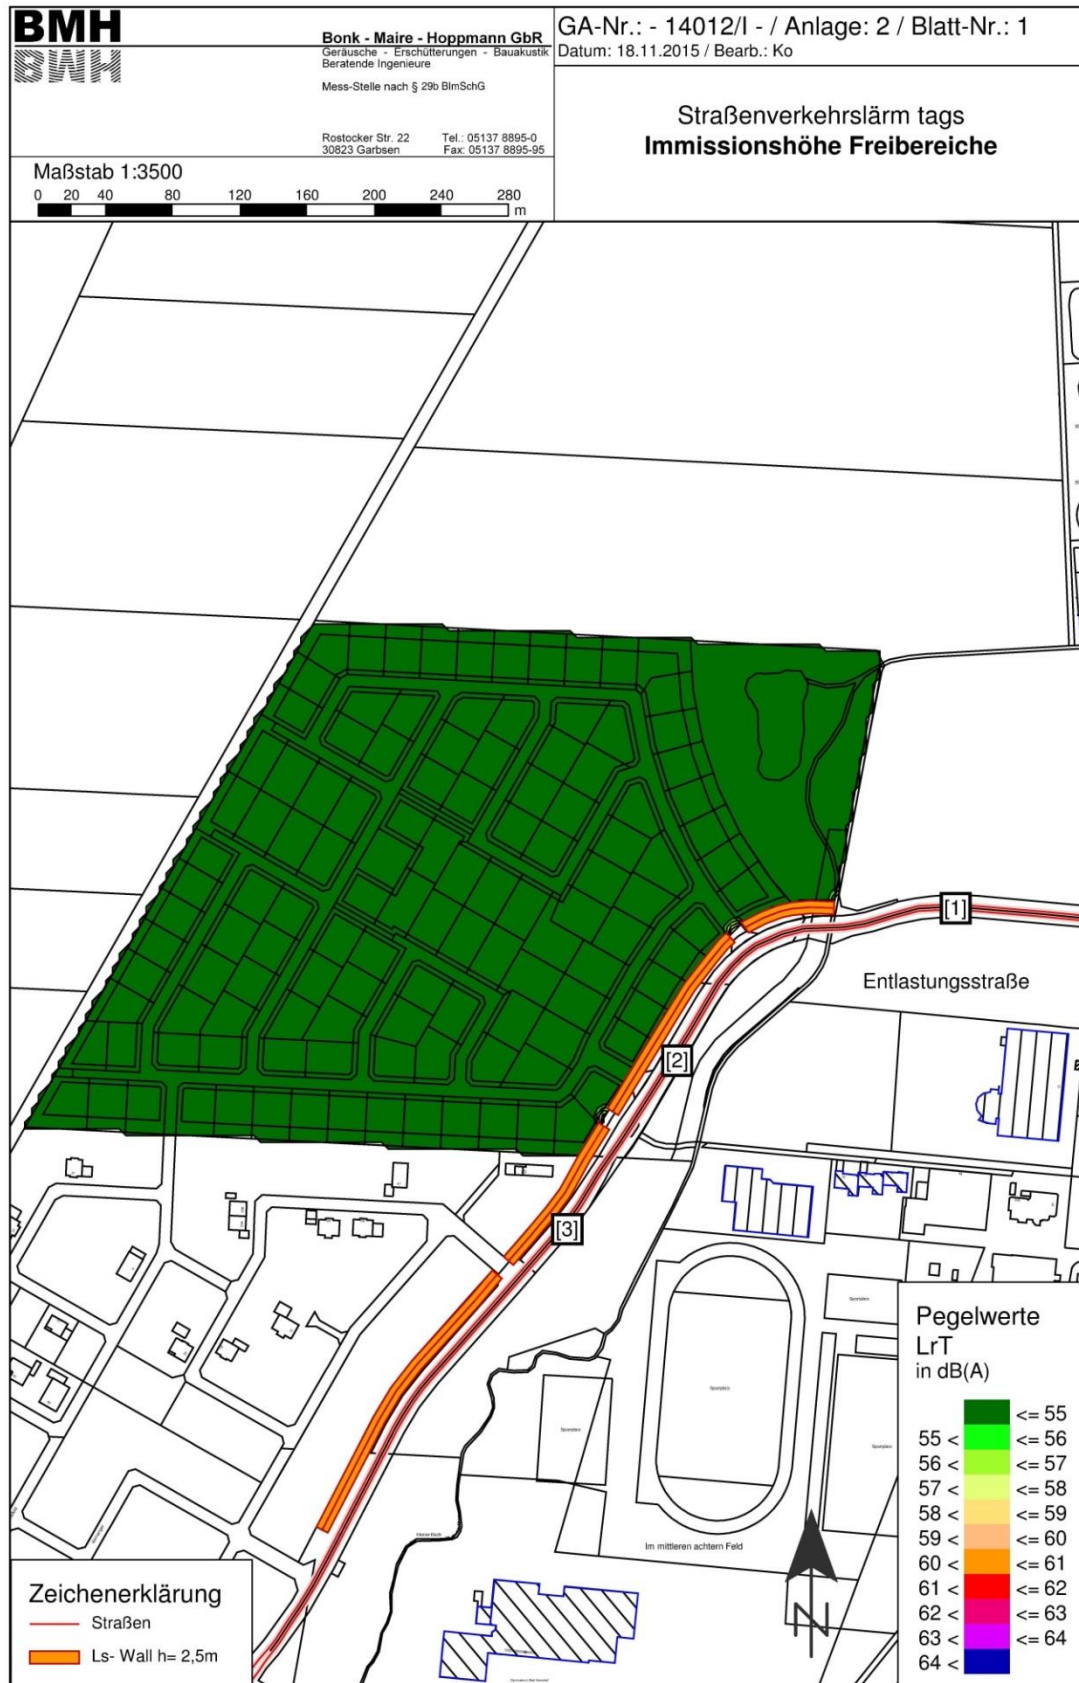 BMH
BMH
Bonk - Maire - Hoppmann GbR
Geräusche - Erschütterungen - Bauakustik
Beratende Ingenieure
Mess-Stelle nach § 29b BImSchG
Rostocker Str. 22 Tel.: 05137 8895-0
30823 Garbsen Fax: 05137 8895-95
GA-Nr.: - 14012/I - / Anlage: 2 / Blatt-Nr.: 1
Datum: 18.11.2015 / Bearb.: Ko
Straßenverkehrslärm tags
Immissionshöhe Freibereiche
Maßstab 1:3500
0 20 40 80 120 160 200 240 280
m
[1]
Entlastungsstraße
[2]
[3]
Sportplatz
Sportplatz
Sportplatz
Sportplatz
Im mittleren achtern Feld
N
Pegelwerte
LrT
in dB(A)
<= 55
55 < <= 56
56 < <= 57
57 < <= 58
58 < <= 59
59 < <= 60
60 < <= 61
61 < <= 62
62 < <= 63
63 < <= 64
64 <
Zeichenerklärung
Straßen
Ls- Wall h= 2,5m